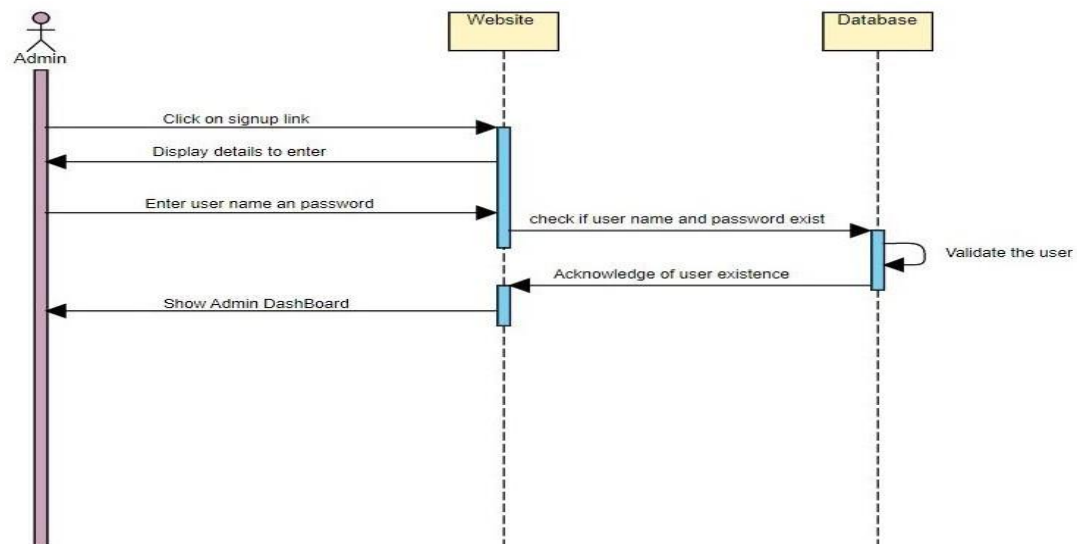 Website
Database
Admin
Click on signup link
Display details to enter
Enter user name an password
check if user name and password exist
Validate the user
Acknowledge of user existence
Show Admin DashBoard